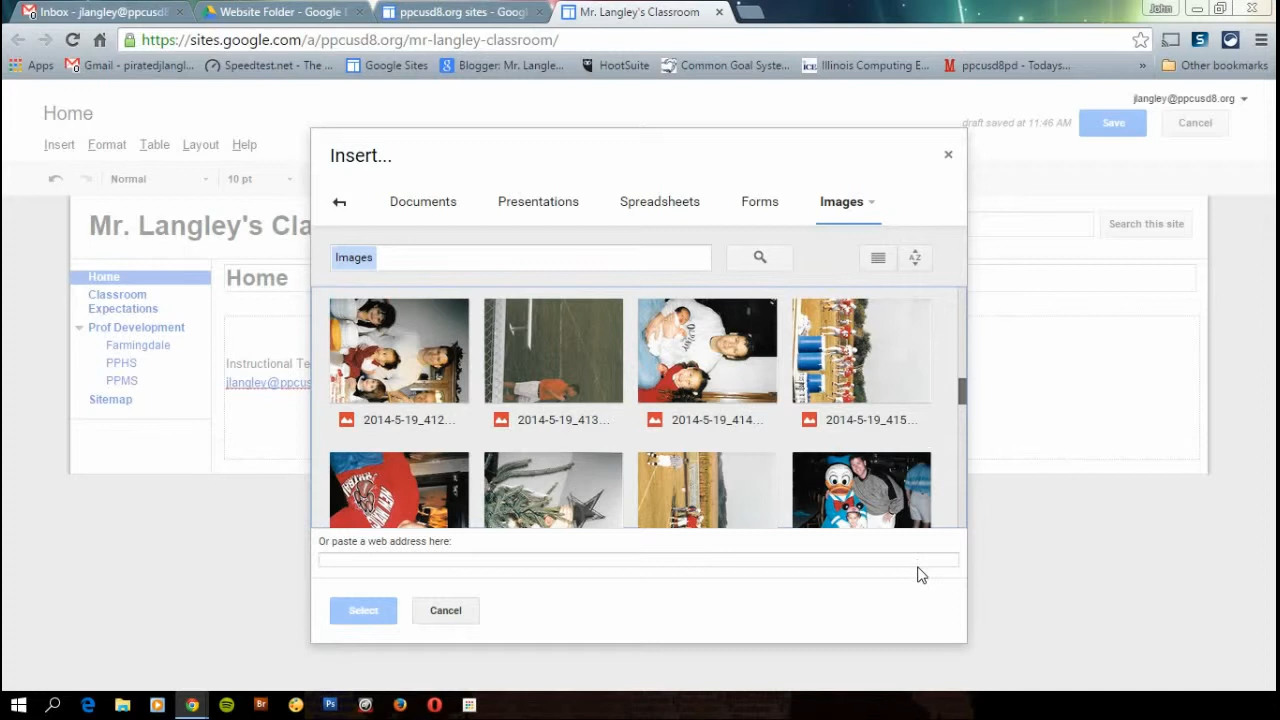 Inbox - jlangley@ppcusd8 Website Folder - Google ppcusd8.org sites - Goog Mr. Langley's Classroom John
https://sites.google.com/a/ppcusd8.org/mr-langley-classroom/
Apps Gmail - piratedjlangl... Speedtest.net - The ... Google Sites Blogger: Mr. Langle... HootSuite Common Goal Syste... Illinois Computing E... ppcusd8pd - Todays... » Other bookmarks
jlangley@ppcusd8.org
Home
draft saved at 11:46 AM Save Cancel
Insert Format Table Layout Help
Normal 10 pt
Insert...
Documents Presentations Spreadsheets Forms Images
Mr. Langley's Cla
Search this site
Images
AZ
Home
Home
Classroom
Expectations
Prof Development
Farmingdale
PPHS
PPMS
Sitemap
Instructional Te
jlangley@ppcus
2014-5-19_412... 2014-5-19_413... 2014-5-19_414... 2014-5-19_415...
Or paste a web address here:
Select Cancel
Br Ps